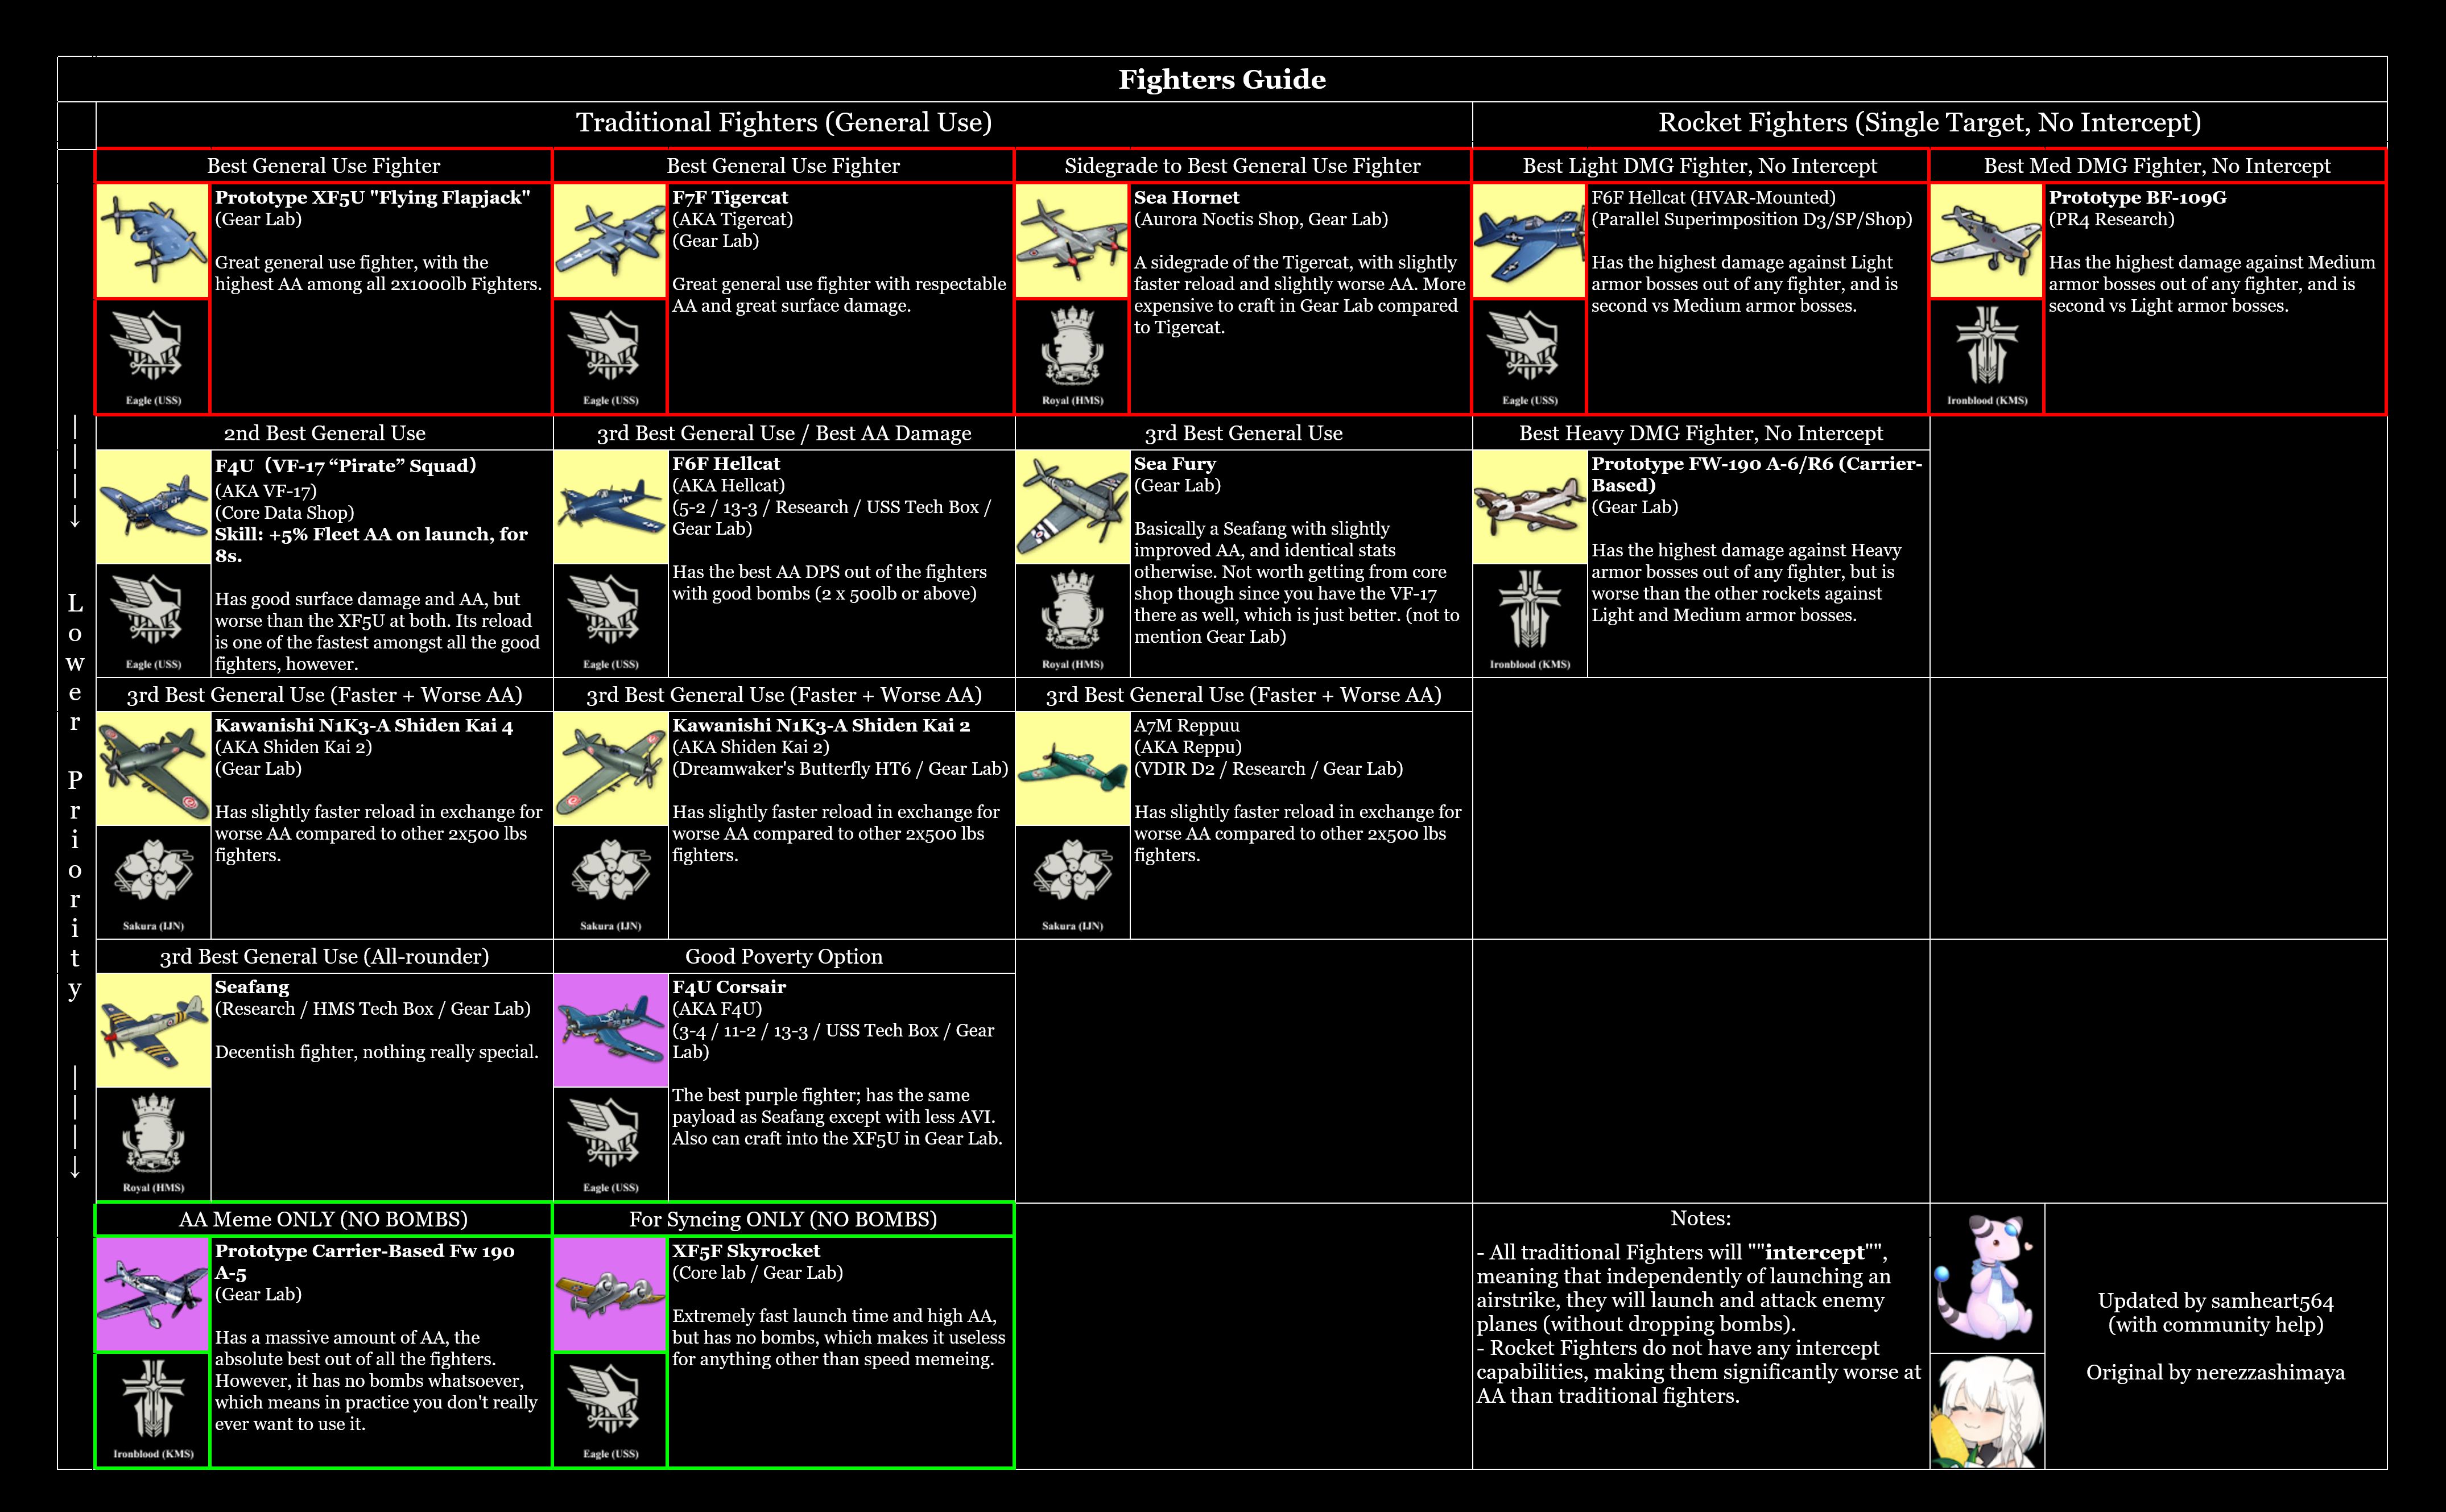 Fighters Guide
Traditional Fighters (General Use)
Rocket Fighters (Single Target, No Intercept)
Best General Use Fighter
Prototype XF5U "Flying Flapjack"
(Gear Lab)
Great general use fighter, with the
highest AA among all 2x1000lb Fighters.
Eagle (USS)
Best General Use Fighter
F7F Tigercat
(AKA Tigercat)
(Gear Lab)
Great general use fighter with respectable
AA and great surface damage.
Eagle (USS)
Sidegrade to Best General Use Fighter
Sea Hornet
(Aurora Noctis Shop, Gear Lab)
A sidegrade of the Tigercat, with slightly
faster reload and slightly worse AA. More
expensive to craft in Gear Lab compared
to Tigercat.
Royal (HMS)
Best Light DMG Fighter, No Intercept
F6F Hellcat (HVAR-Mounted)
(Parallel Superimposition D3/SP/Shop)
Has the highest damage against Light
armor bosses out of any fighter, and is
second vs Medium armor bosses.
Eagle (USS)
Best Med DMG Fighter, No Intercept
Prototype BF-109G
(PR4 Research)
Has the highest damage against Medium
armor bosses out of any fighter, and is
second vs Light armor bosses.
Ironblood (KMS)
Lower Priority
2nd Best General Use
F4U（VF-17 “Pirate” Squad）
(AKA VF-17)
(Core Data Shop)
Skill: +5% Fleet AA on launch, for
8s.
Has good surface damage and AA, but
worse than the XF5U at both. Its reload
is one of the fastest amongst all the good
fighters, however.
Eagle (USS)
3rd Best General Use / Best AA Damage
F6F Hellcat
(AKA Hellcat)
(5-2 / 13-3 / Research / USS Tech Box /
Gear Lab)
Has the best AA DPS out of the fighters
with good bombs (2 x 500lb or above)
Eagle (USS)
3rd Best General Use
Sea Fury
(Gear Lab)
Basically a Seafang with slightly
improved AA, and identical stats
otherwise. Not worth getting from core
shop though since you have the VF-17
there as well, which is just better. (not to
mention Gear Lab)
Royal (HMS)
Best Heavy DMG Fighter, No Intercept
Prototype FW-190 A-6/R6 (Carrier-
Based)
(Gear Lab)
Has the highest damage against Heavy
armor bosses out of any fighter, but is
worse than the other rockets against
Light and Medium armor bosses.
Ironblood (KMS)
3rd Best General Use (Faster + Worse AA)
Kawanishi N1K3-A Shiden Kai 4
(AKA Shiden Kai 2)
(Gear Lab)
Has slightly faster reload in exchange for
worse AA compared to other 2x500 lbs
fighters.
Sakura (IJN)
3rd Best General Use (Faster + Worse AA)
Kawanishi N1K3-A Shiden Kai 2
(AKA Shiden Kai 2)
(Dreamwaker's Butterfly HT6 / Gear Lab)
Has slightly faster reload in exchange for
worse AA compared to other 2x500 lbs
fighters.
Sakura (IJN)
3rd Best General Use (Faster + Worse AA)
A7M Reppuu
(AKA Reppu)
(VDIR D2 / Research / Gear Lab)
Has slightly faster reload in exchange for
worse AA compared to other 2x500 lbs
fighters.
Sakura (IJN)
3rd Best General Use (All-rounder)
Seafang
(Research / HMS Tech Box / Gear Lab)
Decentish fighter, nothing really special.
Royal (HMS)
Good Poverty Option
F4U Corsair
(AKA F4U)
(3-4 / 11-2 / 13-3 / USS Tech Box / Gear
Lab)
The best purple fighter; has the same
payload as Seafang except with less AVI.
Also can craft into the XF5U in Gear Lab.
Eagle (USS)
AA Meme ONLY (NO BOMBS)
Prototype Carrier-Based Fw 190
A-5
(Gear Lab)
Has a massive amount of AA, the
absolute best out of all the fighters.
However, it has no bombs whatsoever,
which means in practice you don't really
ever want to use it.
Ironblood (KMS)
For Syncing ONLY (NO BOMBS)
XF5F Skyrocket
(Core lab / Gear Lab)
Extremely fast launch time and high AA,
but has no bombs, which makes it useless
for anything other than speed memeing.
Eagle (USS)
Notes:
- All traditional Fighters will ""intercept"",
meaning that independently of launching an
airstrike, they will launch and attack enemy
planes (without dropping bombs).
- Rocket Fighters do not have any intercept
capabilities, making them significantly worse at
AA than traditional fighters.
Updated by samheart564
(with community help)
Original by nerezzashimaya